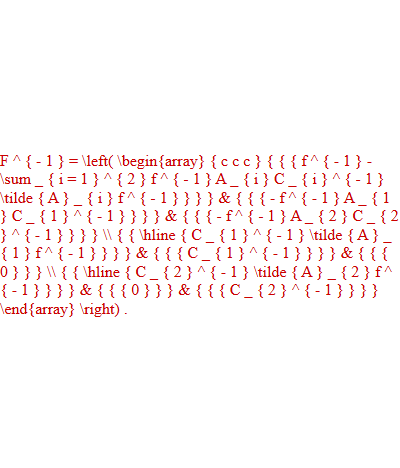 F ^ { - 1 } = \left( \begin{array} { c c c } { { { f ^ { - 1 } -
\sum _ { i = 1 } ^ { 2 } f ^ { - 1 } A _ { i } C _ { i } ^ { - 1 }
\tilde { A } _ { i } f ^ { - 1 } } } } & { { { - f ^ { - 1 } A _ { 1
} C _ { 1 } ^ { - 1 } } } } & { { { - f ^ { - 1 } A _ { 2 } C _ { 2
} ^ { - 1 } } } } \\ { { \hline { C _ { 1 } ^ { - 1 } \tilde { A } _
{ 1 } f ^ { - 1 } } } } & { { { C _ { 1 } ^ { - 1 } } } } & { { {
0 } } } \\ { { \hline { C _ { 2 } ^ { - 1 } \tilde { A } _ { 2 } f ^
{ - 1 } } } } & { { { 0 } } } & { { { C _ { 2 } ^ { - 1 } } } }
\end{array} \right) .